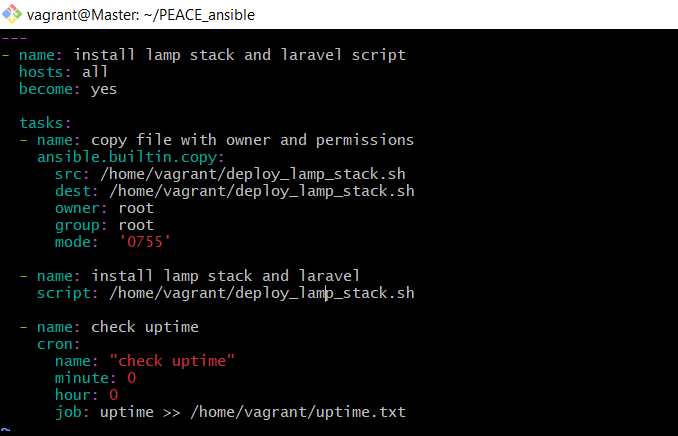 vagrant@Master: ~/PEACE_ansible
---
- name: install lamp stack and laravel script
  hosts: all
  become: yes

  tasks:
  - name: copy file with owner and permissions
    ansible.builtin.copy:
      src: /home/vagrant/deploy_lamp_stack.sh
      dest: /home/vagrant/deploy_lamp_stack.sh
      owner: root
      group: root
      mode:  '0755'

  - name: install lamp stack and laravel
    script: /home/vagrant/deploy_lamp_stack.sh

  - name: check uptime
    cron:
      name: "check uptime"
      minute: 0
      hour: 0
      job: uptime >> /home/vagrant/uptime.txt
~